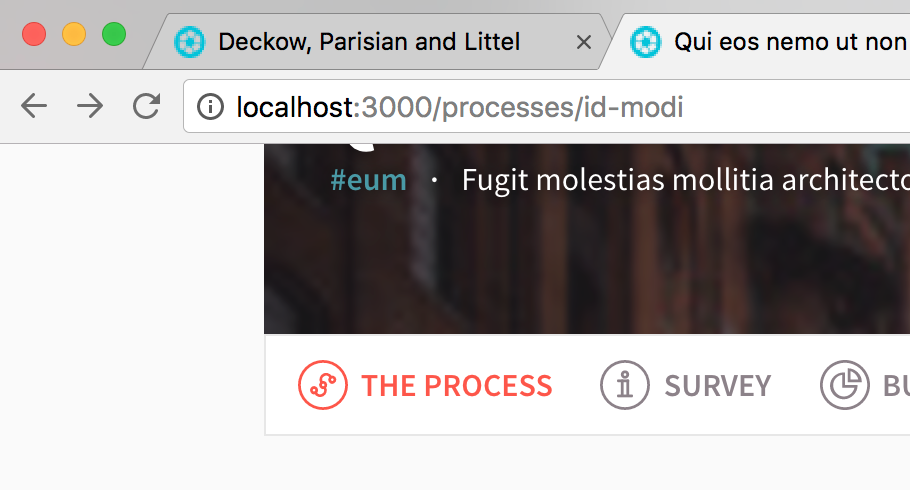 Deckow, Parisian and Littel
Qui eos nemo ut non
localhost:3000/processes/id-modi
#eum · Fugit molestias mollitia architecto
THE PROCESS
SURVEY
BU